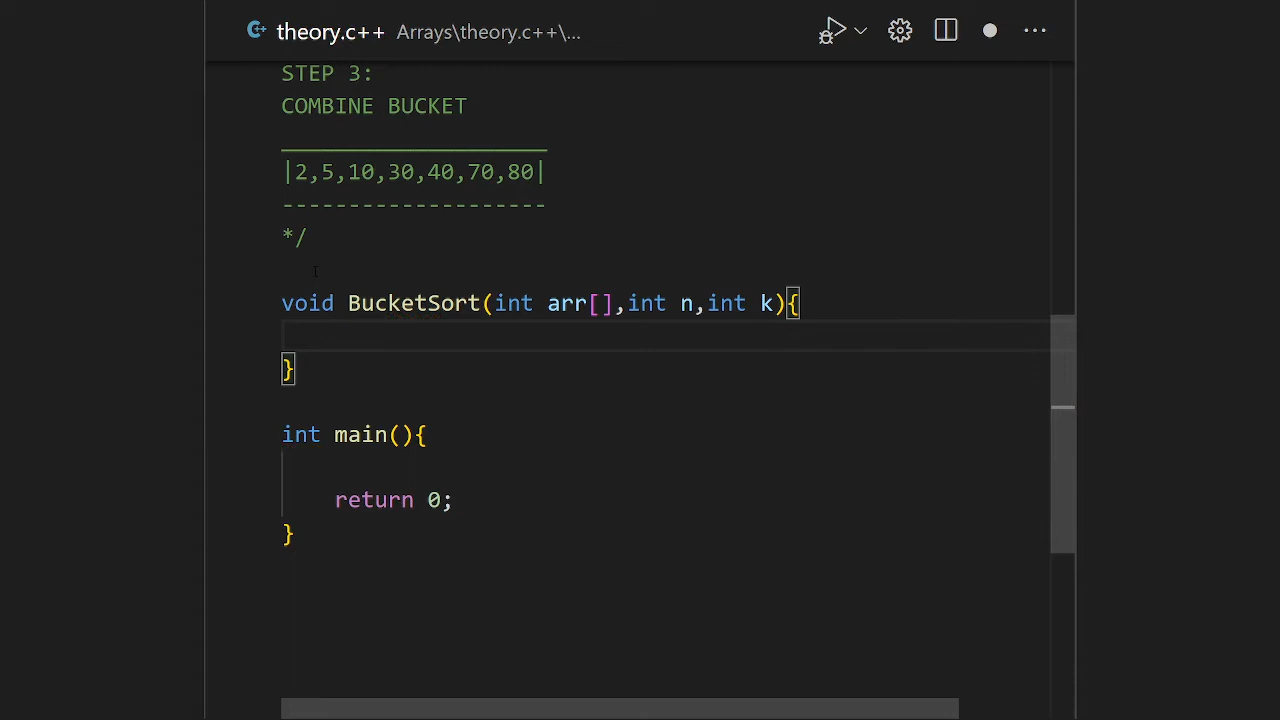 theory.c++ Arrays\theory.c++\...
STEP 3:
COMBINE BUCKET
____________________
|2,5,10,30,40,70,80|
--------------------
*/
void BucketSort(int arr[],int n,int k){
}
int main(){
return 0;
}